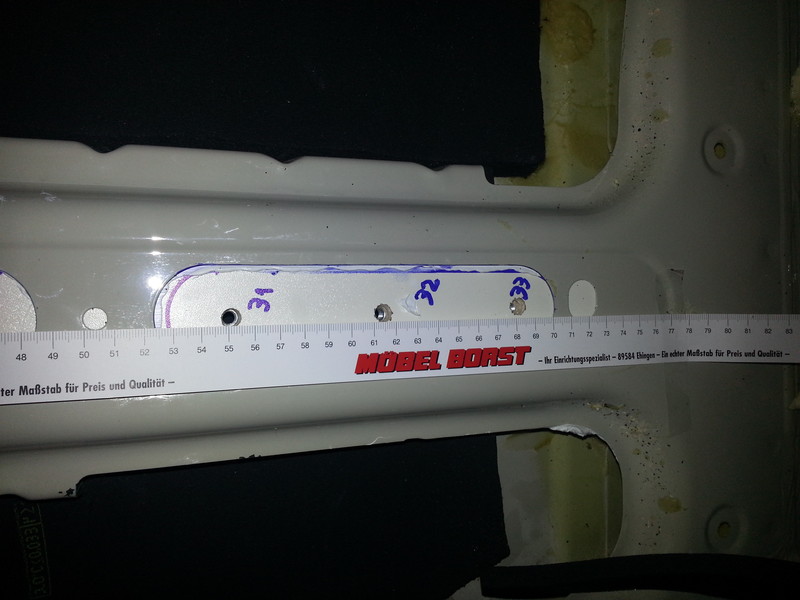 31 32 33
48 49 50 51 52 53 54 55 56 57 58 59 60 61 62 63 64 65 66 67 68 69 70 71 72 73 74 75 76 77 78 79 80 81 82 83
ter Maßstab für Preis und Qualität –
MÖBEL BORST
– Ihr Einrichtungsspezialist – 89584 Ehingen – Ein echter Maßstab für Preis und Qualität –